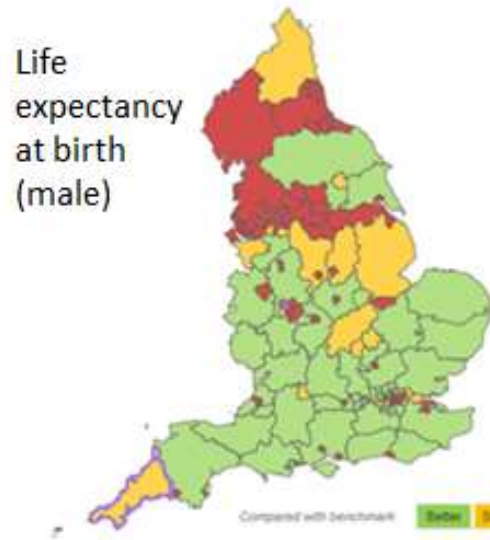 Life
expectancy
at birth
(male)
Compared with benchmark
Better